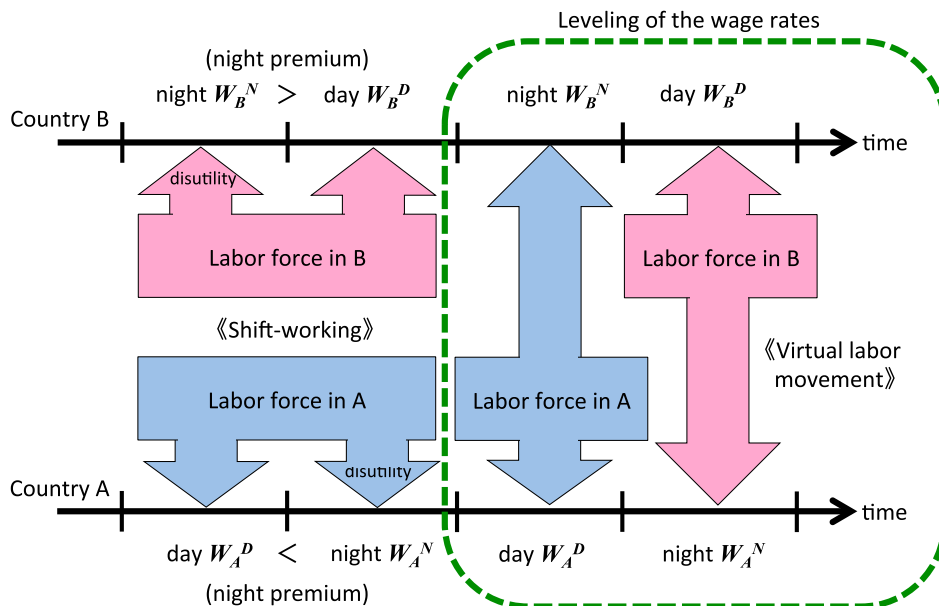 Leveling of the wage rates
(night premium)
night W_B^N > day W_B^D night W_B^N day W_B^D
Country B
time
disutility
Labor force in B
Labor force in B
《Shift-working》
《Virtual labor
movement》
Labor force in A
Labor force in A
disutility
Country A
time
day W_A^D < night W_A^N day W_A^D night W_A^N
(night premium)